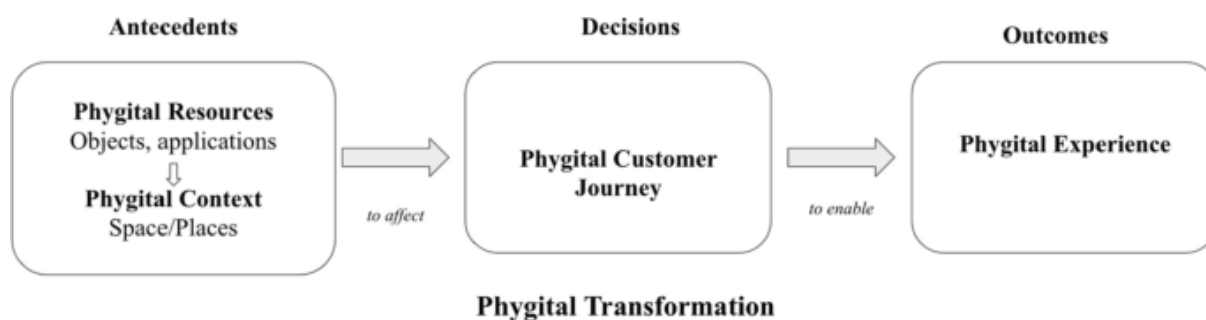 Antecedents
Decisions
Outcomes
Phygital Resources
Objects, applications
Phygital Context
Space/Places
to affect
Phygital Customer
Journey
to enable
Phygital Experience
Phygital Transformation